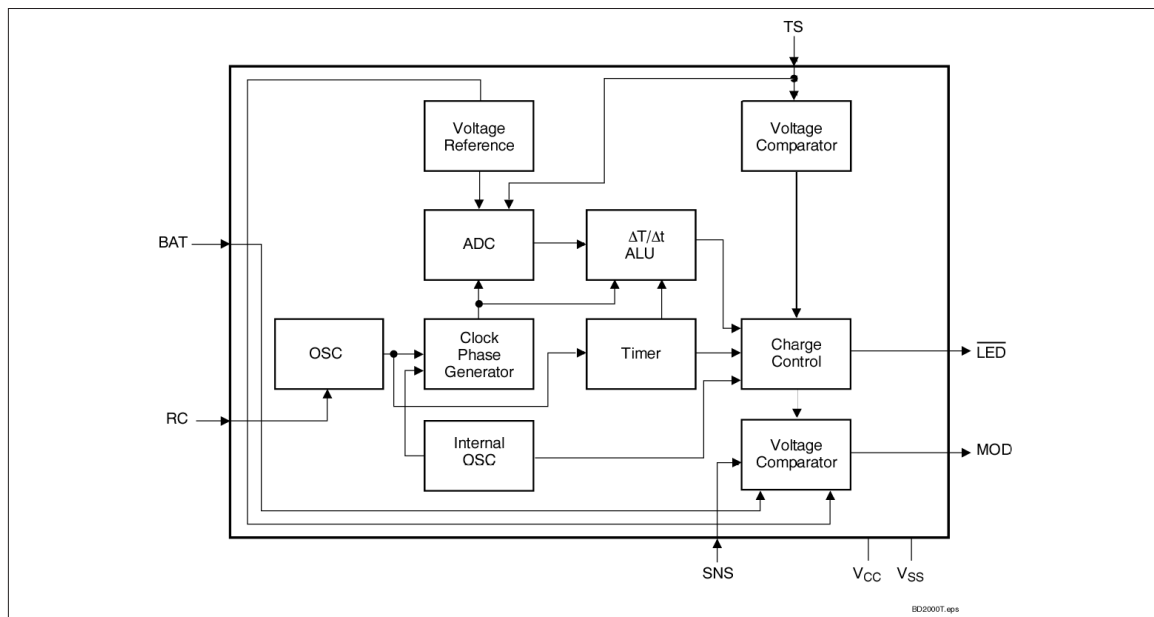 TS
Voltage
Reference
Voltage
Comparator
BAT
ADC
ΔT/Δt
ALU
OSC
Clock
Phase
Generator
Timer
Charge
Control
LED
RC
Internal
OSC
Voltage
Comparator
MOD
SNS
VCC
VSS
BD2000T.eps